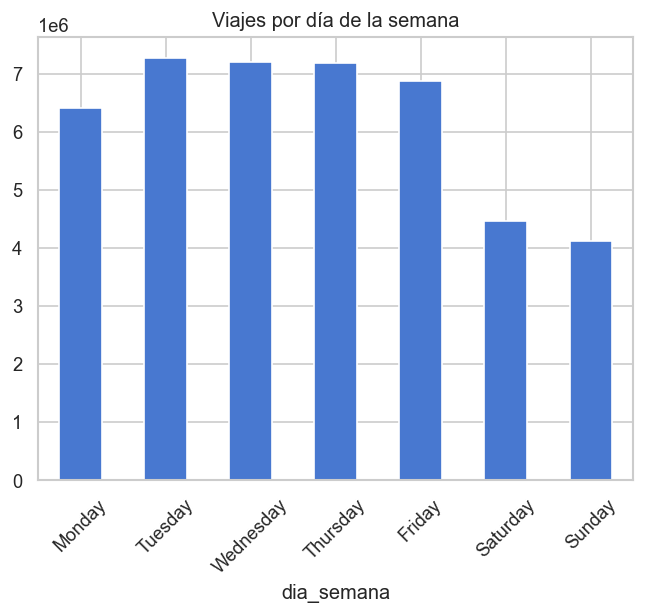 Viajes por día de la semana
1e6
7
6
5
4
3
2
1
0
Monday
Tuesday
Wednesday
Thursday
Friday
Saturday
Sunday
dia_semana